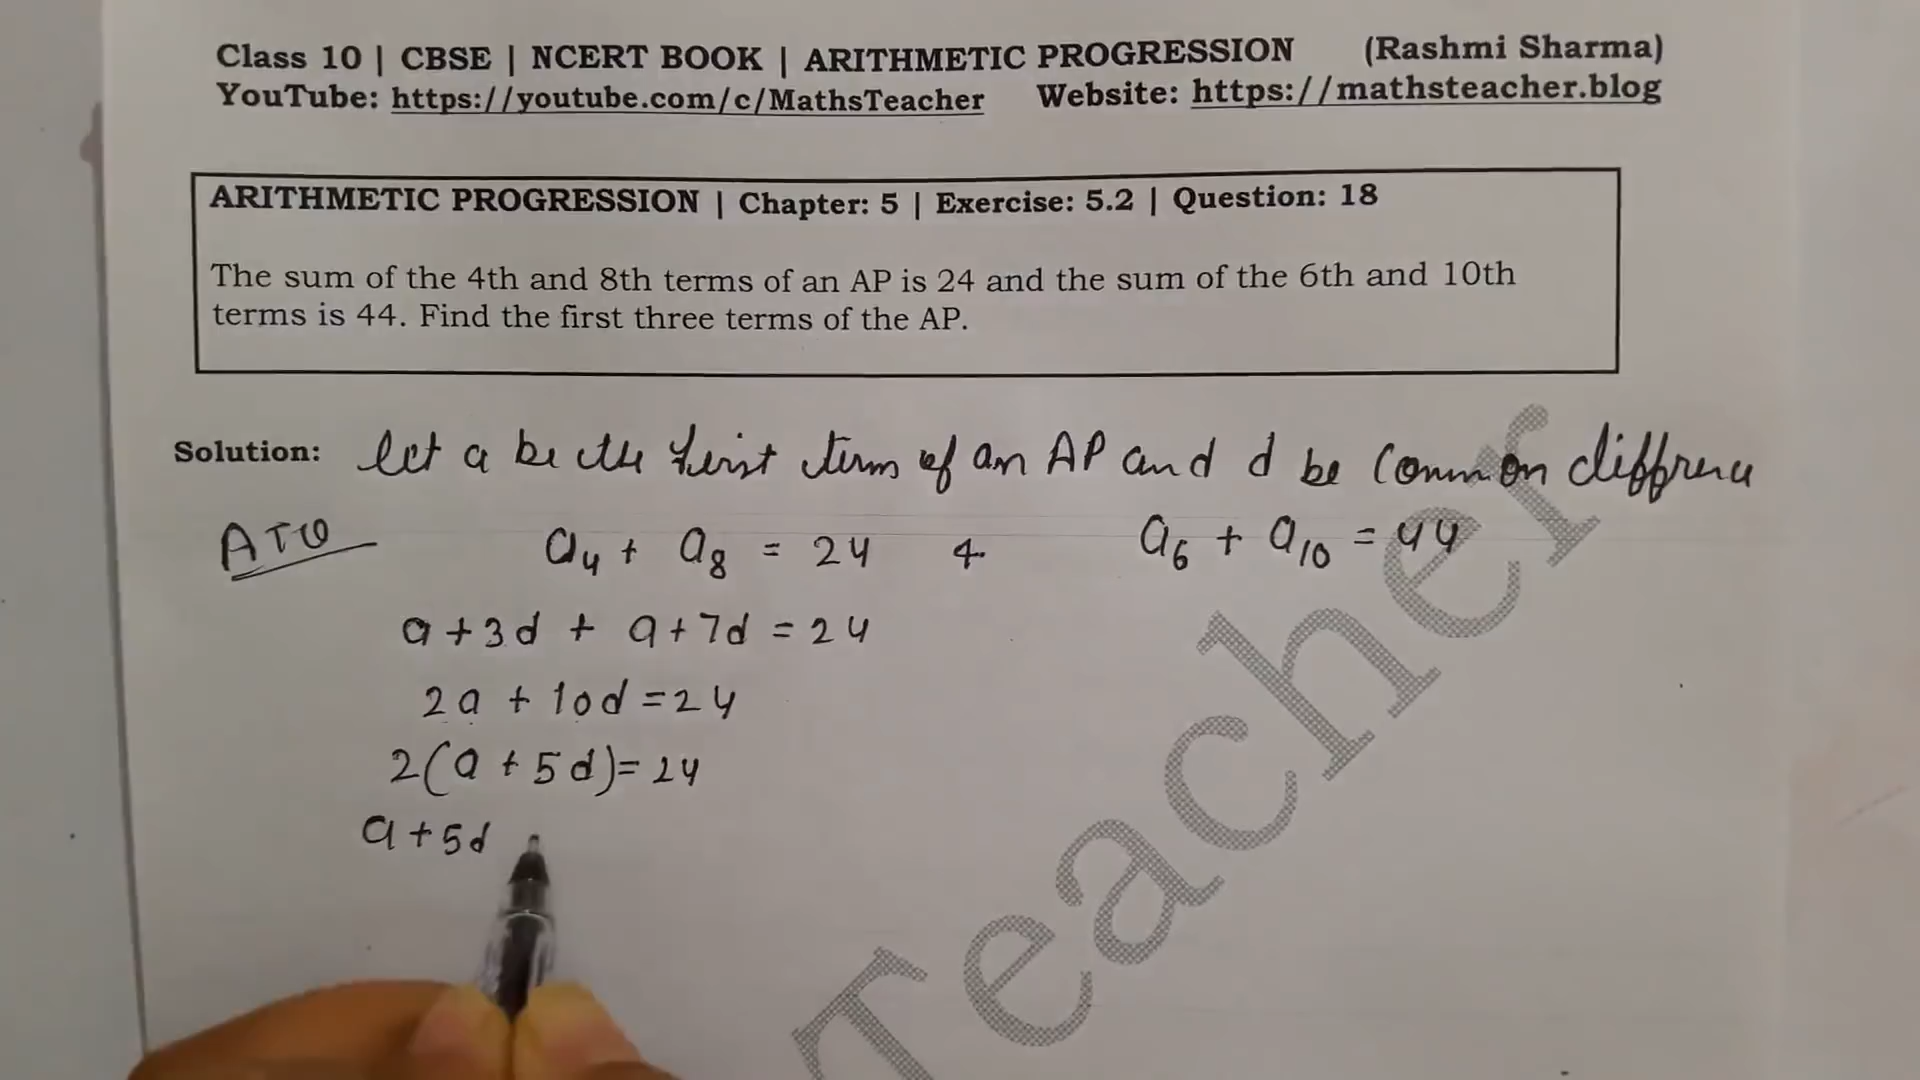 Class 10 | CBSE | NCERT BOOK | ARITHMETIC PROGRESSION (Rashmi Sharma)
YouTube: https://youtube.com/c/MathsTeacher Website: https://mathsteacher.blog
ARITHMETIC PROGRESSION | Chapter: 5 | Exercise: 5.2 | Question: 18
The sum of the 4th and 8th terms of an AP is 24 and the sum of the 6th and 10th
terms is 44. Find the first three terms of the AP.
Solution: let a be the first term of an AP and d be Common diffrence
ATQ a₄ + a₈ = 24 & a₆ + a₁₀ = 44
a + 3d + a + 7d = 24
2a + 10d = 24
2(a + 5d) = 24
a + 5d
Teacher